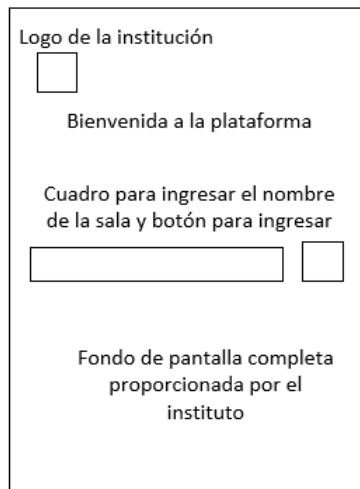 Logo de la institución
Bienvenida a la plataforma
Cuadro para ingresar el nombre
de la sala y botón para ingresar
Fondo de pantalla completa
proporcionada por el
instituto